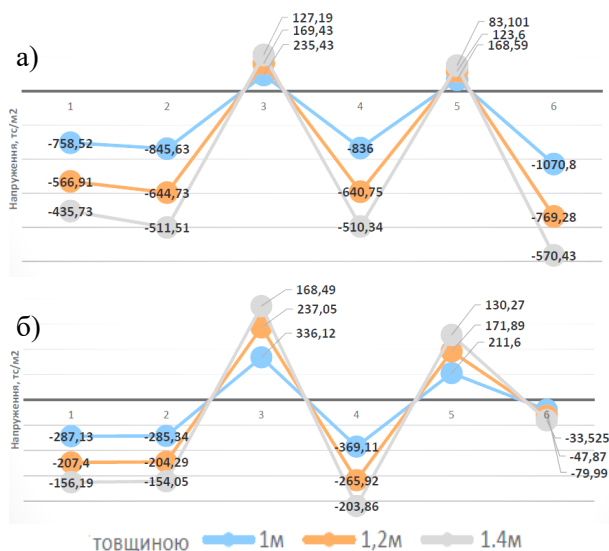 127,19
169,43
235,43
83,101
123,6
168,59
а)
Напруження, тс/м2
1 2 3 4 5 6
-758,52 -845,63 -836 -1070,8
-566,91 -644,73 -640,75 -769,28
-435,73 -511,51 -510,34 -570,43
б)
168,49
237,05
336,12
130,27
171,89
211,6
Напруження, тс/м2
1 2 3 4 5 6
-287,13 -285,34 -369,11 -33,525
-207,4 -204,29 -265,92 -47,87
-156,19 -154,05 -203,86 -79,99
товщиною 1м 1,2м 1.4м